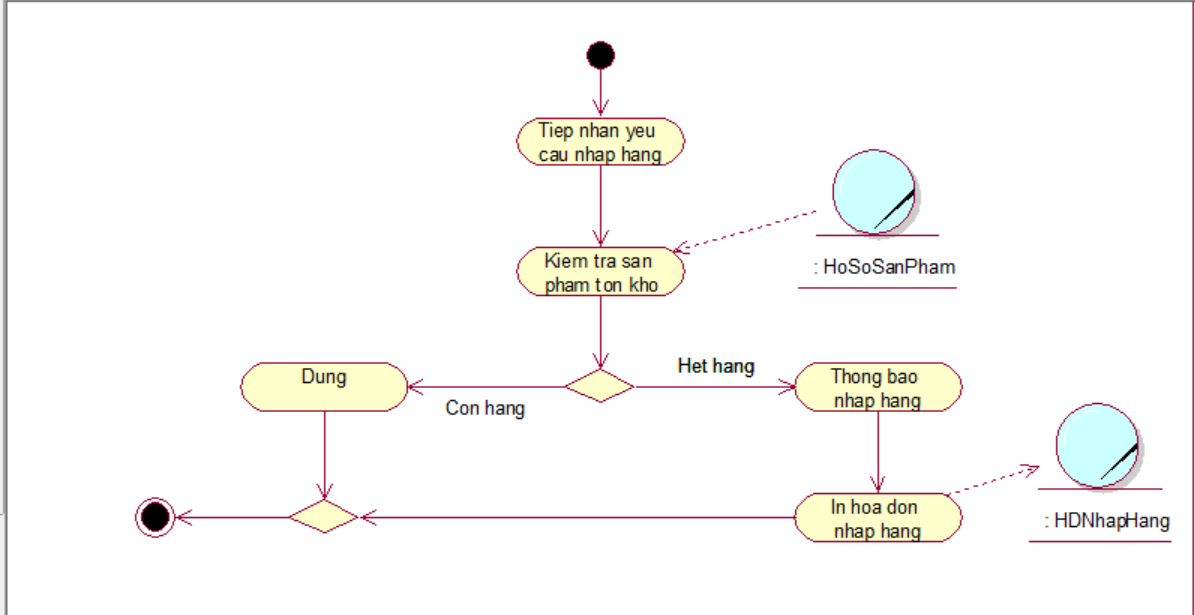 Tiep nhan yeu
cau nhap hang
Kiem tra san
pham ton kho
: HoSoSanPham
Het hang
Dung
Con hang
Thong bao
nhap hang
In hoa don
nhap hang
: HDNhapHang